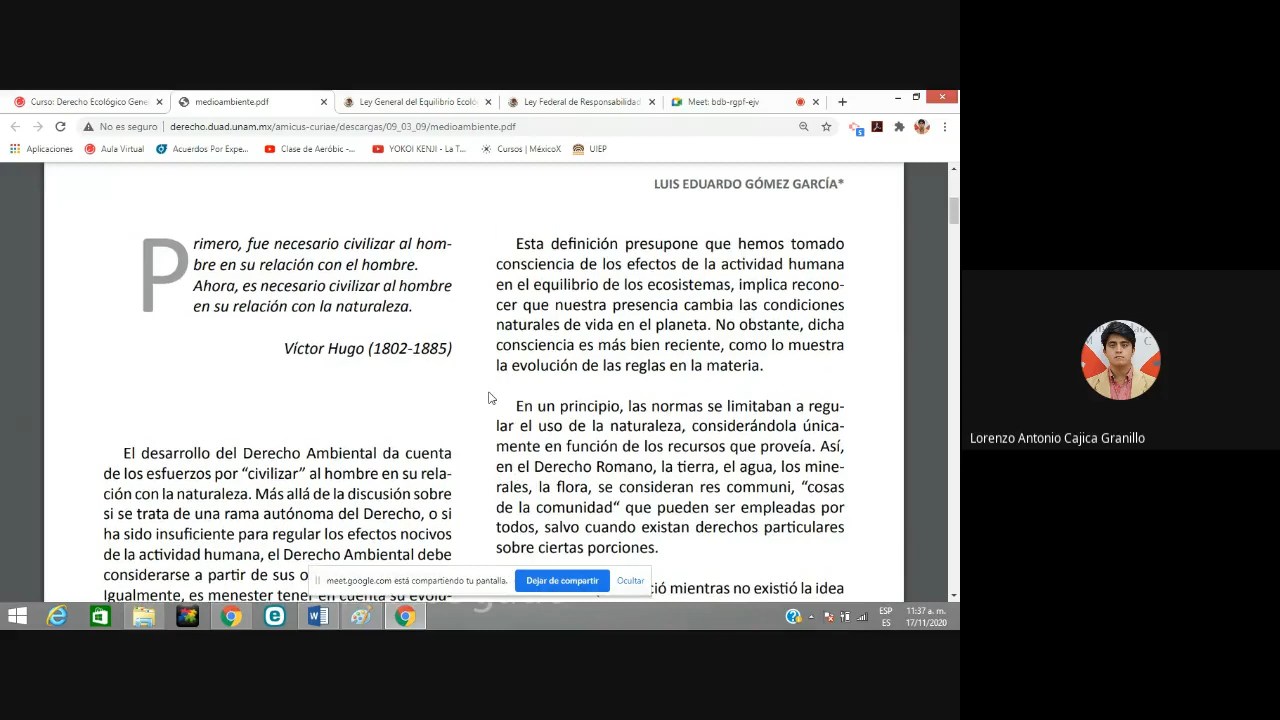 Curso: Derecho Ecológico Gene
medioambiente.pdf
Ley General del Equilibrio Ecoló
Ley Federal de Responsabilidad
Meet: bdb-rgpf-ejv
No es seguro
derecho.duad.unam.mx/amicus-curiae/descargas/09_03_09/medioambiente.pdf
5
Aplicaciones
Aula Virtual
Acuerdos Por Expe...
Clase de Aeróbic -...
YOKOI KENJI - La T...
Cursos | MéxicoX
UIEP
LUIS EDUARDO GÓMEZ GARCÍA*
Primero, fue necesario civilizar al hom-
bre en su relación con el hombre.
Ahora, es necesario civilizar al hombre
en su relación con la naturaleza.
Víctor Hugo (1802-1885)
El desarrollo del Derecho Ambiental da cuenta
de los esfuerzos por “civilizar” al hombre en su rela-
ción con la naturaleza. Más allá de la discusión sobre
si se trata de una rama autónoma del Derecho, o si
ha sido insuficiente para regular los efectos nocivos
de la actividad humana, el Derecho Ambiental debe
considerarse a partir de sus o
Igualmente, es menester tener en cuenta su evolu-
Esta definición presupone que hemos tomado
consciencia de los efectos de la actividad humana
en el equilibrio de los ecosistemas, implica recono-
cer que nuestra presencia cambia las condiciones
naturales de vida en el planeta. No obstante, dicha
consciencia es más bien reciente, como lo muestra
la evolución de las reglas en la materia.
En un principio, las normas se limitaban a regu-
lar el uso de la naturaleza, considerándola única-
mente en función de los recursos que proveía. Así,
en el Derecho Romano, la tierra, el agua, los mine-
rales, la flora, se consideran res communi, “cosas
de la comunidad“ que pueden ser empleadas por
todos, salvo cuando existan derechos particulares
sobre ciertas porciones.
ció mientras no existió la idea
meet.google.com está compartiendo tu pantalla.
Dejar de compartir
Ocultar
ESP
ES
11:37 a. m.
17/11/2020
Lorenzo Antonio Cajica Granillo